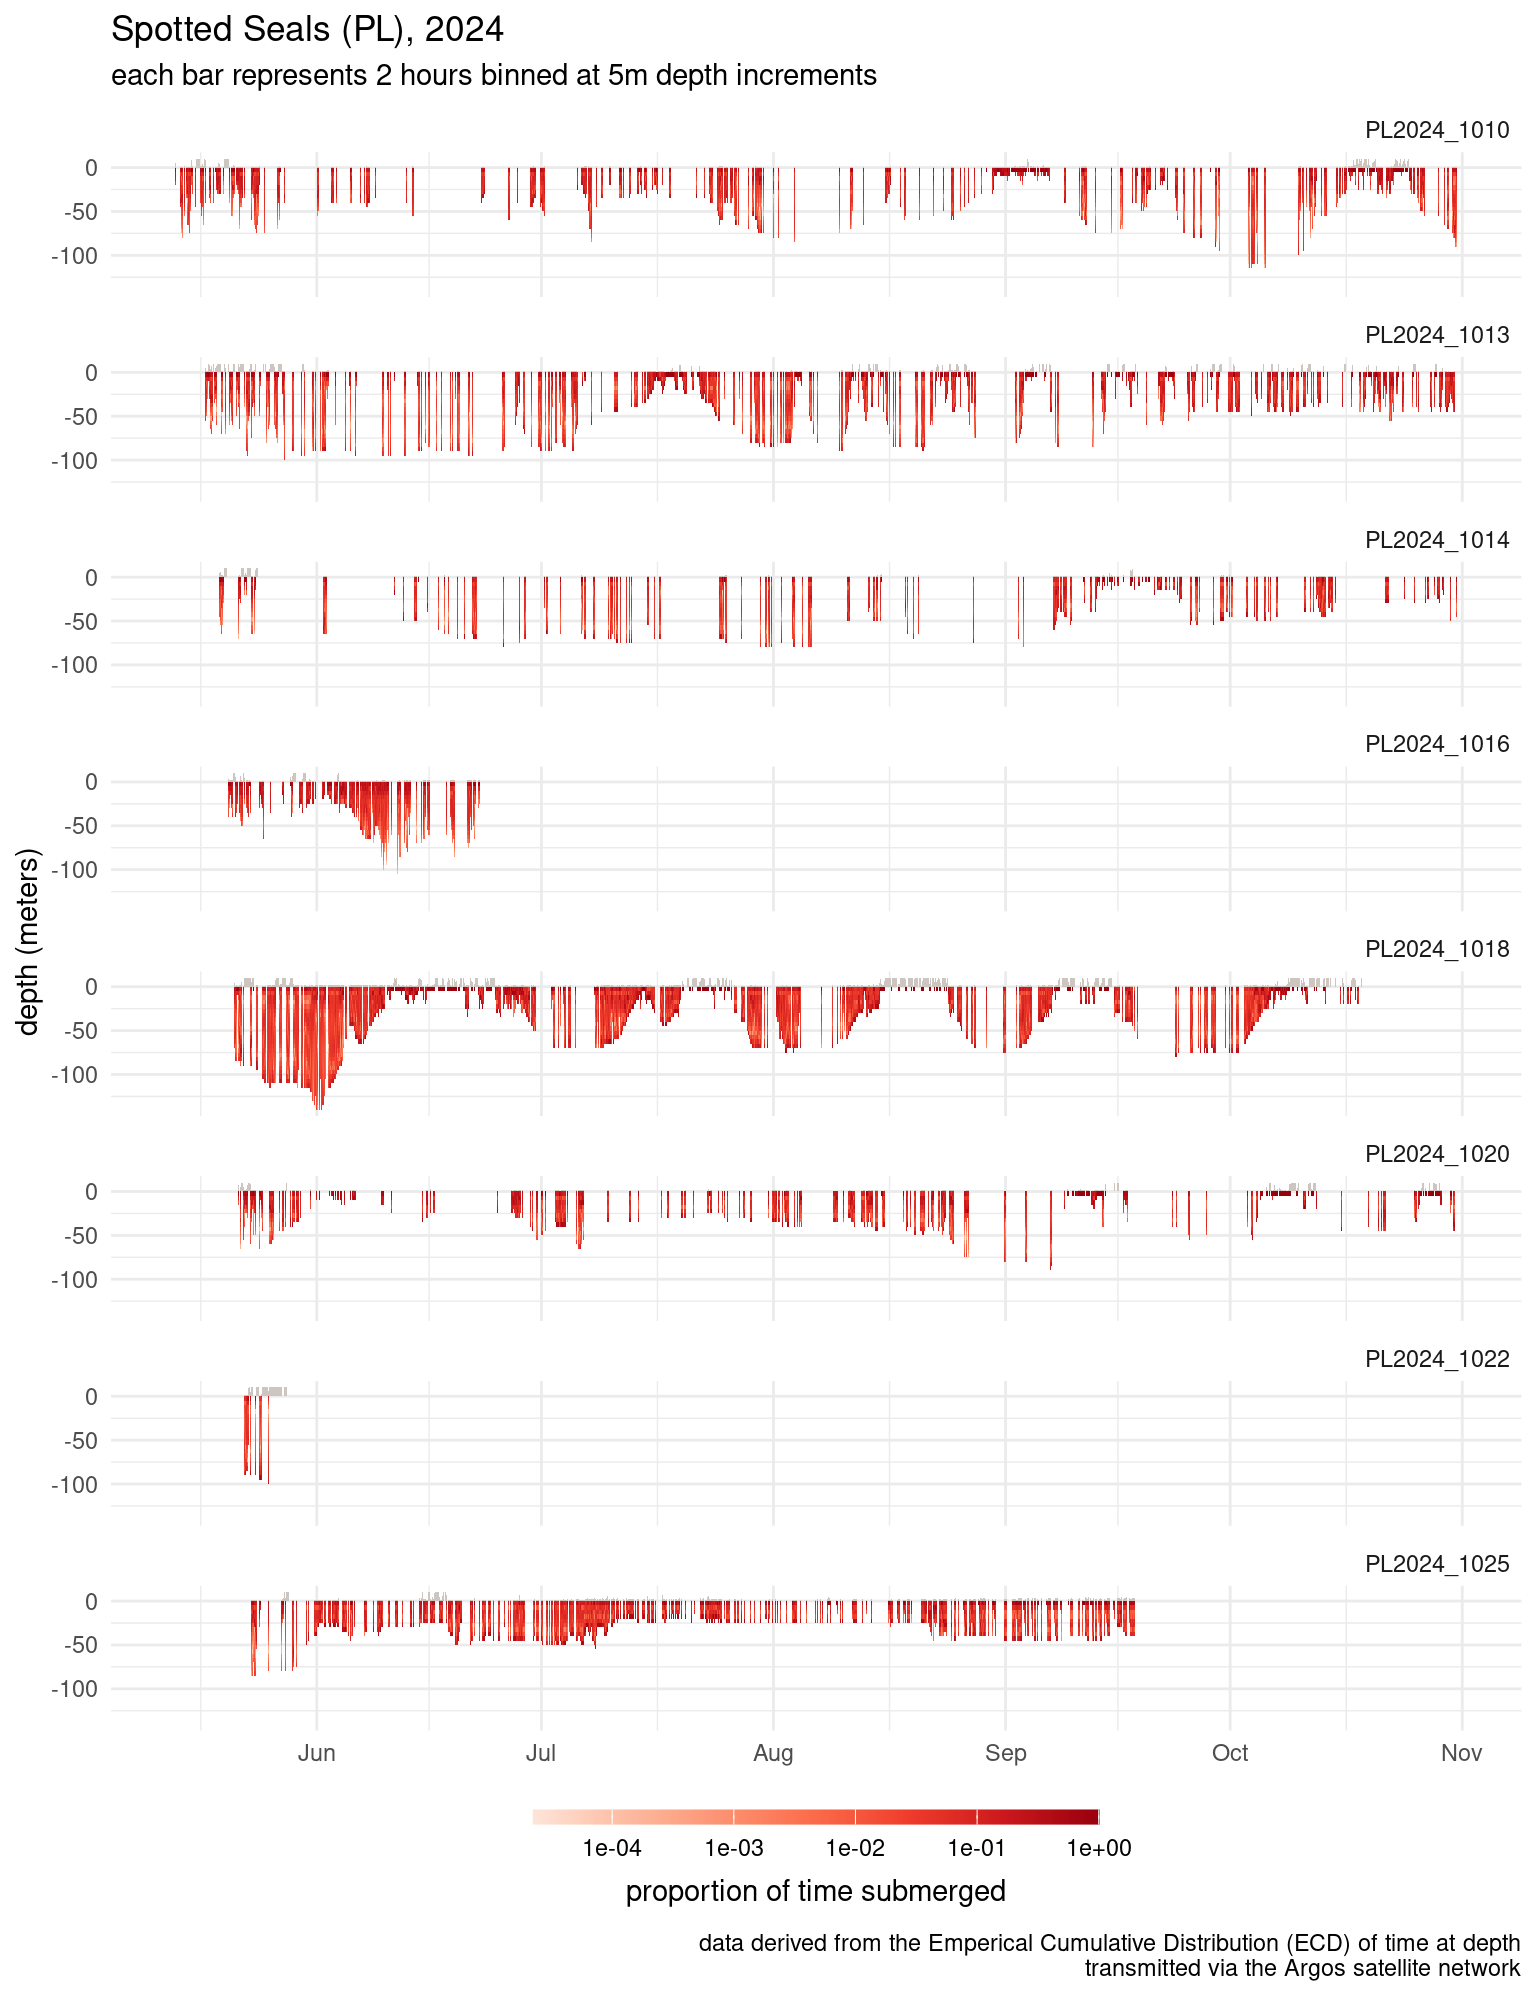 Spotted Seals (PL), 2024
each bar represents 2 hours binned at 5m depth increments
PL2024_1010
0
-50
-100
PL2024_1013
0
-50
-100
PL2024_1014
0
-50
-100
PL2024_1016
0
-50
-100
depth (meters)
PL2024_1018
0
-50
-100
PL2024_1020
0
-50
-100
PL2024_1022
0
-50
-100
PL2024_1025
0
-50
-100
Jun Jul Aug Sep Oct Nov
1e-04 1e-03 1e-02 1e-01 1e+00
proportion of time submerged
data derived from the Emperical Cumulative Distribution (ECD) of time at depth
transmitted via the Argos satellite network